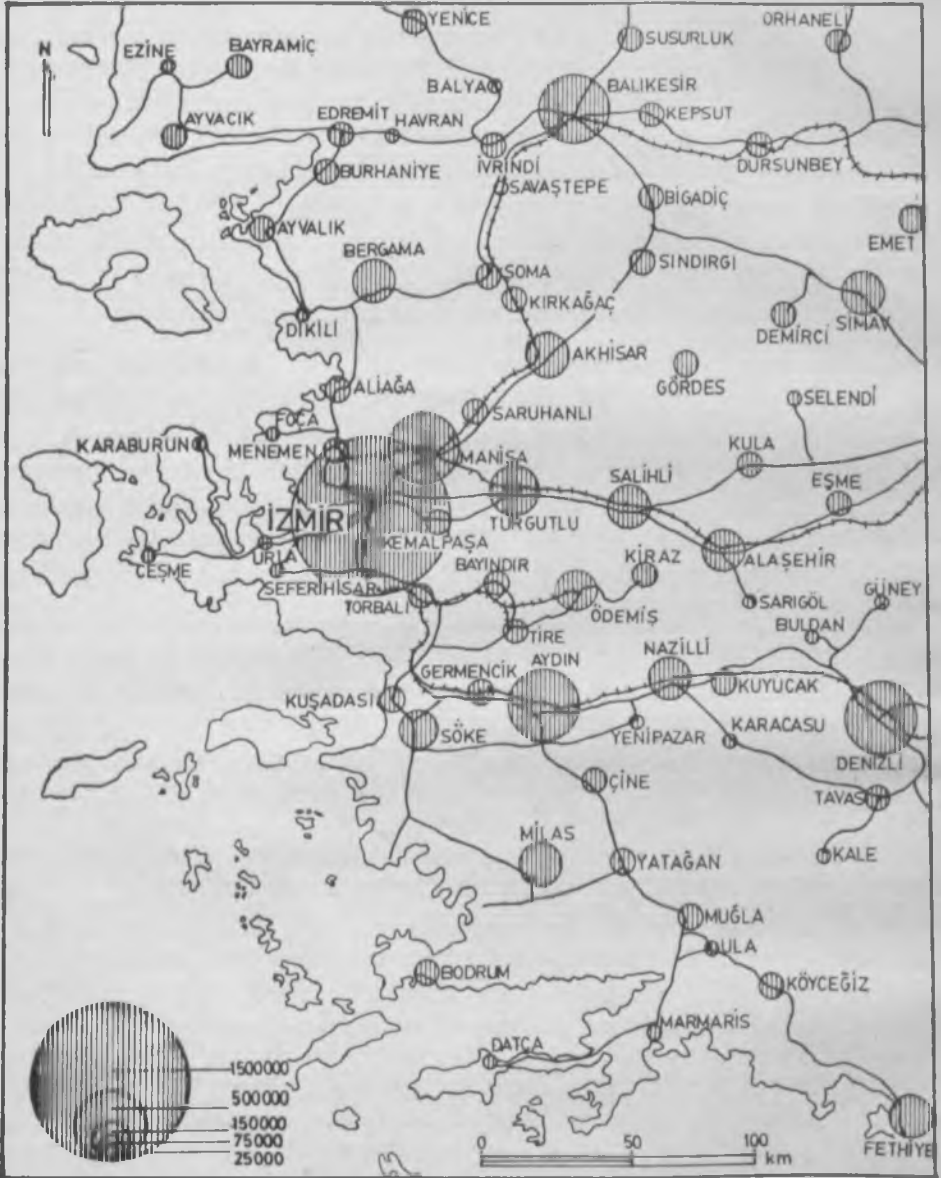 YENİCE
ORHANELİ
N
EZİNE
BAYRAMİÇ
SUSURLUK
BALYA
BALIKESİR
AYVACIK
EDREMİT
HAVRAN
KEPSUT
İVRİNDİ
DURSUNBEY
BURHANİYE
SAVAŞTEPE
BİGADİÇ
AYVALIK
EMET
BERGAMA
SOMA
SINDIRGI
KIRKAĞAÇ
DİKİLİ
DEMİRCİ
SİMAV
AKHİSAR
GÖRDES
ALİAĞA
SELENDİ
SARUHANLI
FOÇA
KARABURUN
MENEMEN
MANİSA
KULA
SALİHLİ
EŞME
İZMİR
TURGUTLU
KEMALPAŞA
URLA
ÇEŞME
BAYINDIR
KİRAZ
ALAŞEHİR
SEFERİHİSAR
TORBALI
ÖDEMİŞ
SARIGÖL
GÜNEY
BULDAN
TİRE
NAZİLLİ
GERMENCİK
AYDIN
KUYUCAK
KUŞADASI
SÖKE
YENİPAZAR
KARACASU
DENİZLİ
ÇİNE
TAVAS
MİLAS
YATAĞAN
KALE
MUĞLA
ULA
BODRUM
KÖYCEĞİZ
MARMARİS
DATÇA
1500000
500000
150000
75000
25000
0 50 100
km
FETHİYE